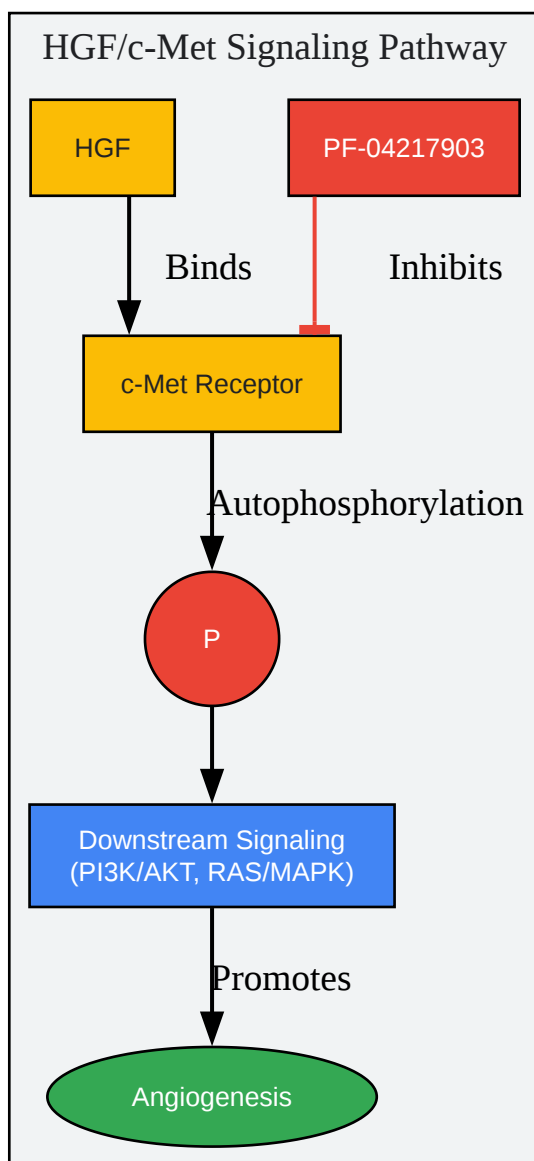 HGF/c-Met Signaling Pathway
HGF
PF-04217903
Binds
Inhibits
c-Met Receptor
Autophosphorylation
P
Downstream Signaling
(PI3K/AKT, RAS/MAPK)
Promotes
Angiogenesis